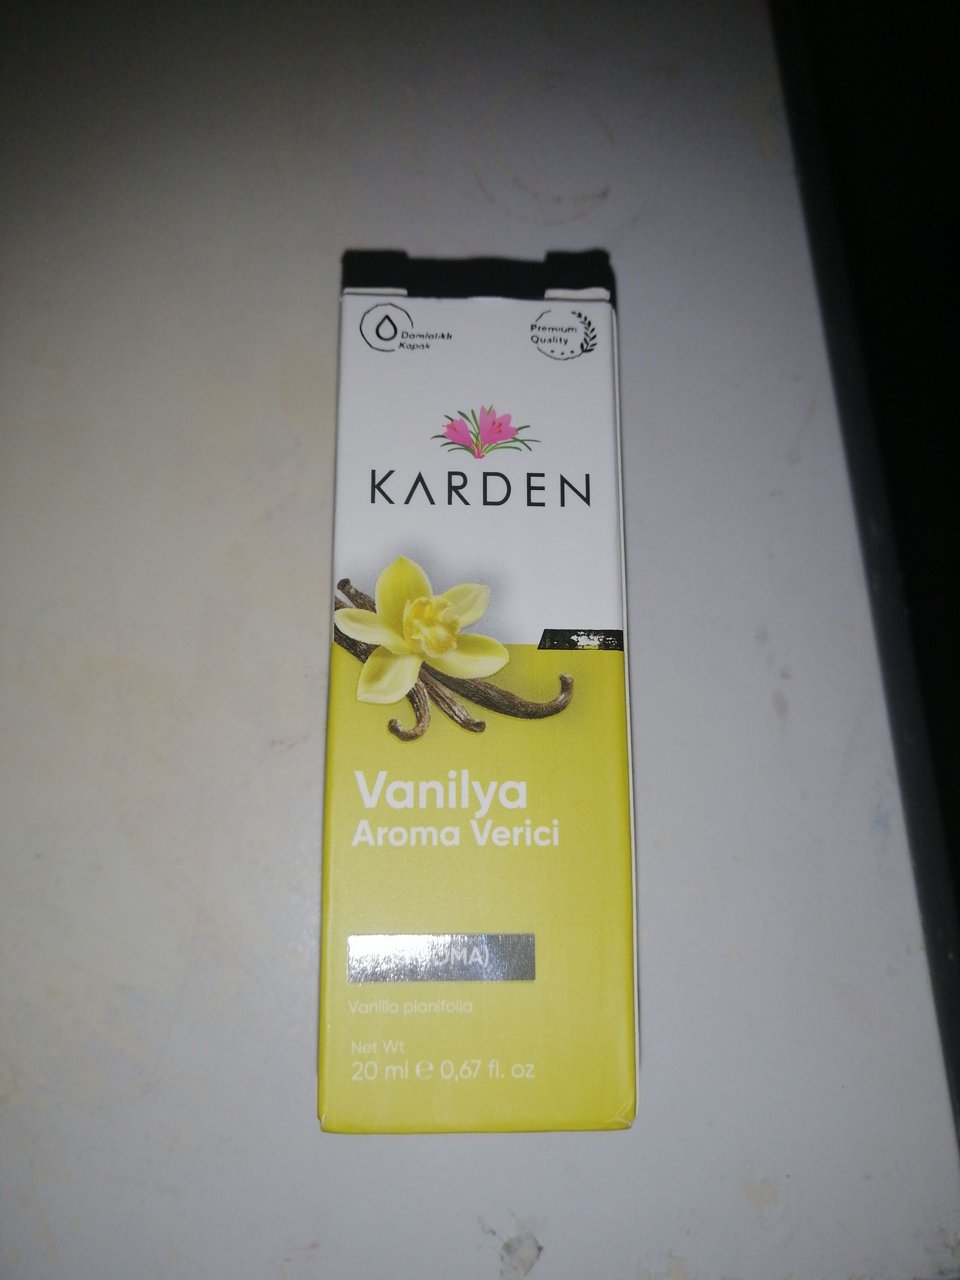 Damlalıklı
Kapak
Premium
Quality
KARDEN
Vanilya
Aroma Verici
Vanilla planifolia
Net Wt
20 ml ℮ 0,67 fl. oz